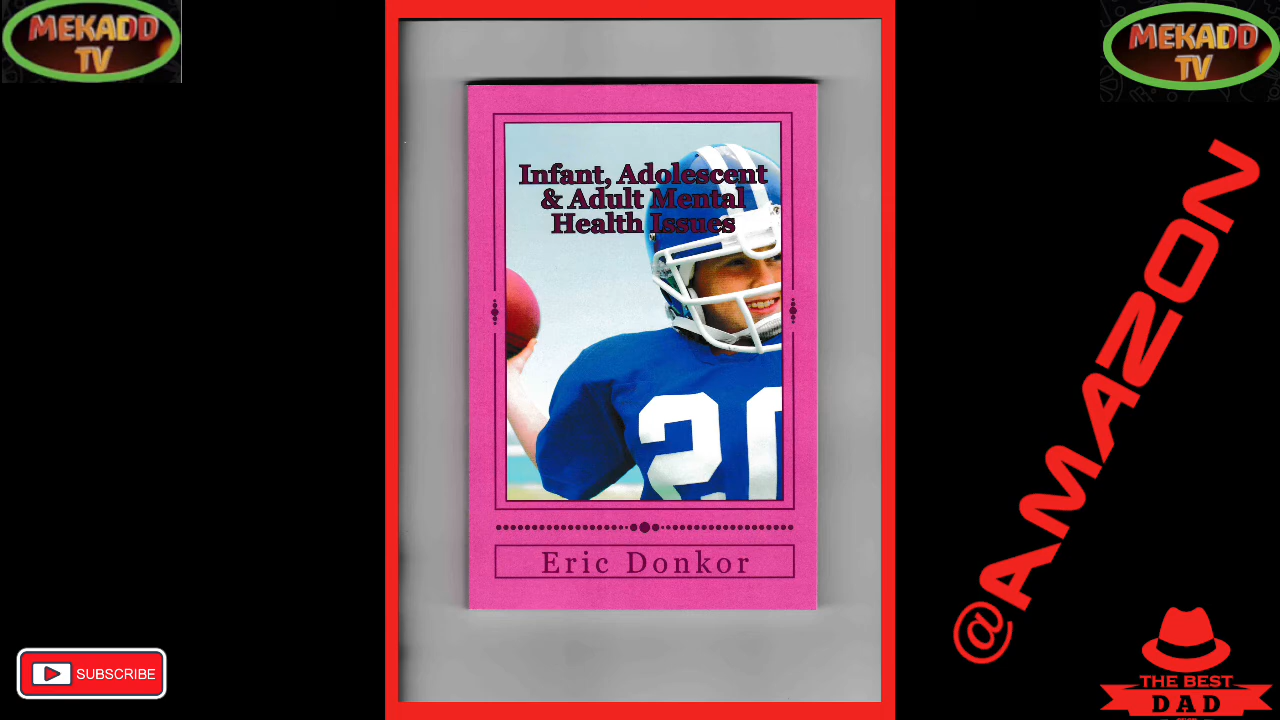 MEKADD
TV
MEKADD
TV
Infant, Adolescent
& Adult Mental
Health Issues
20
Eric Donkor
@AMAZON
SUBSCRIBE
THE BEST
DAD